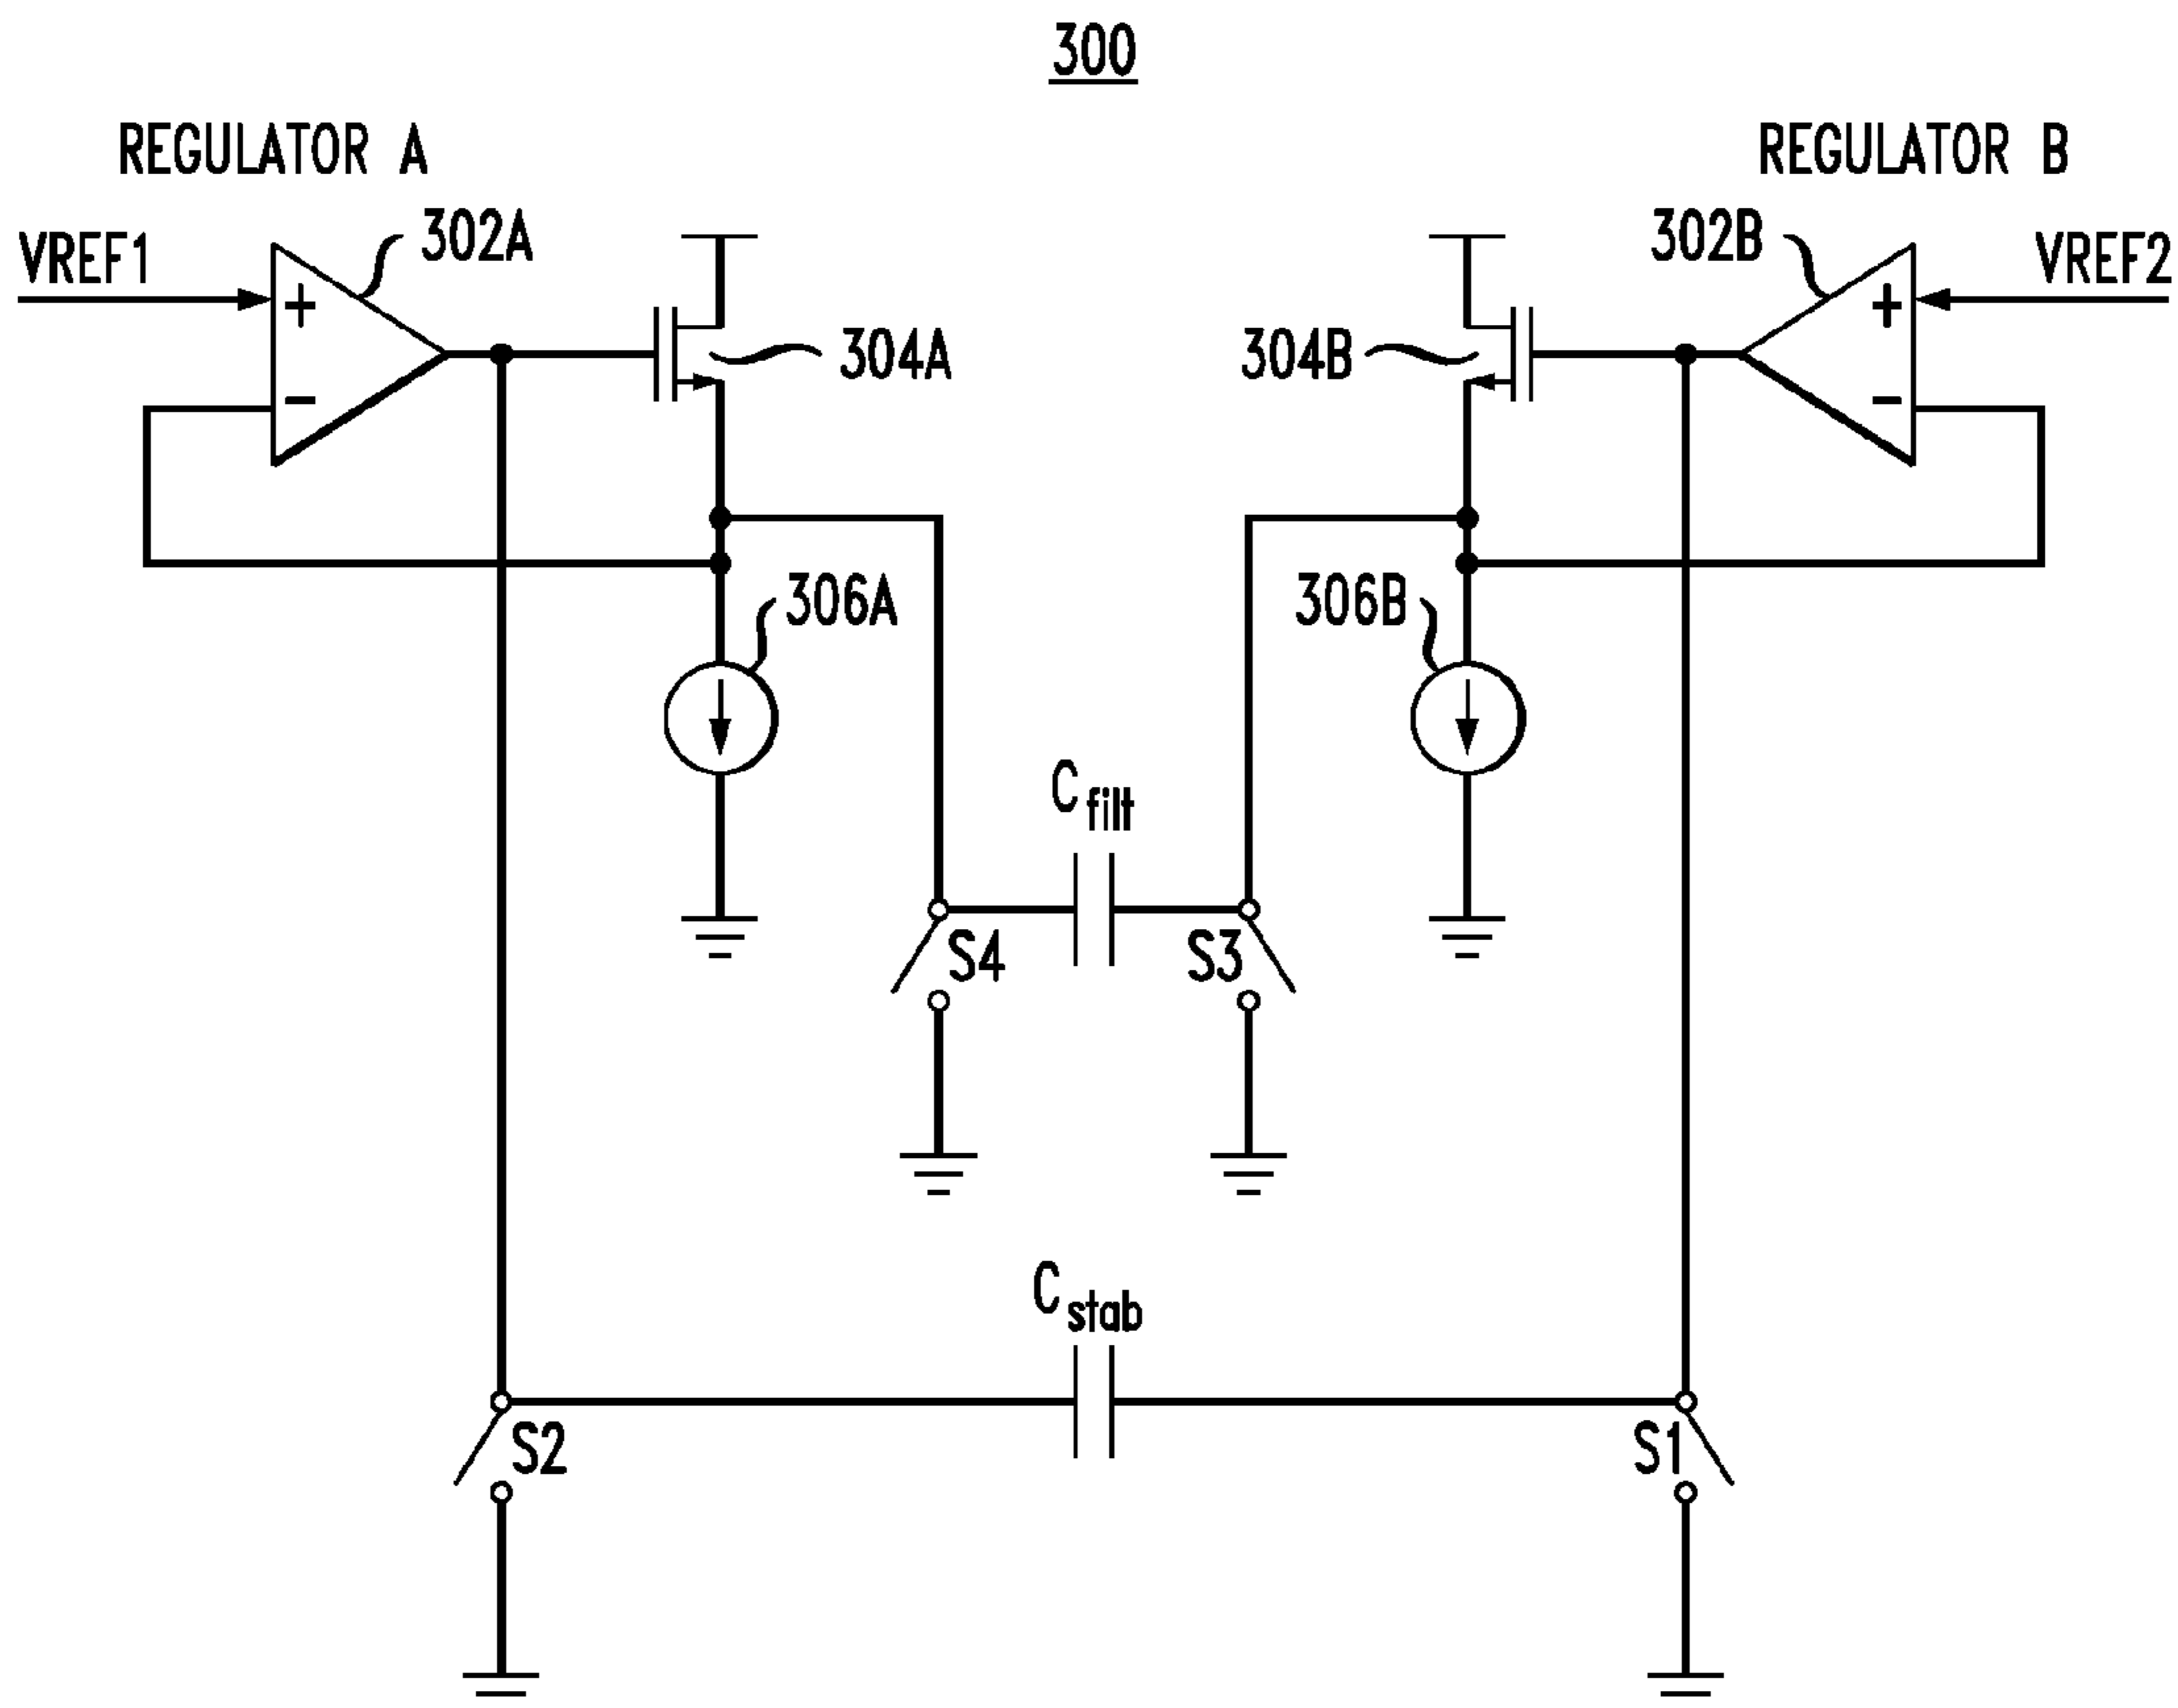 300
REGULATOR A
REGULATOR B
VREF1
302A
302B
VREF2
+
+
304A
304B
-
-
306A
306B
C filt
S4
S3
C stab
S2
S1